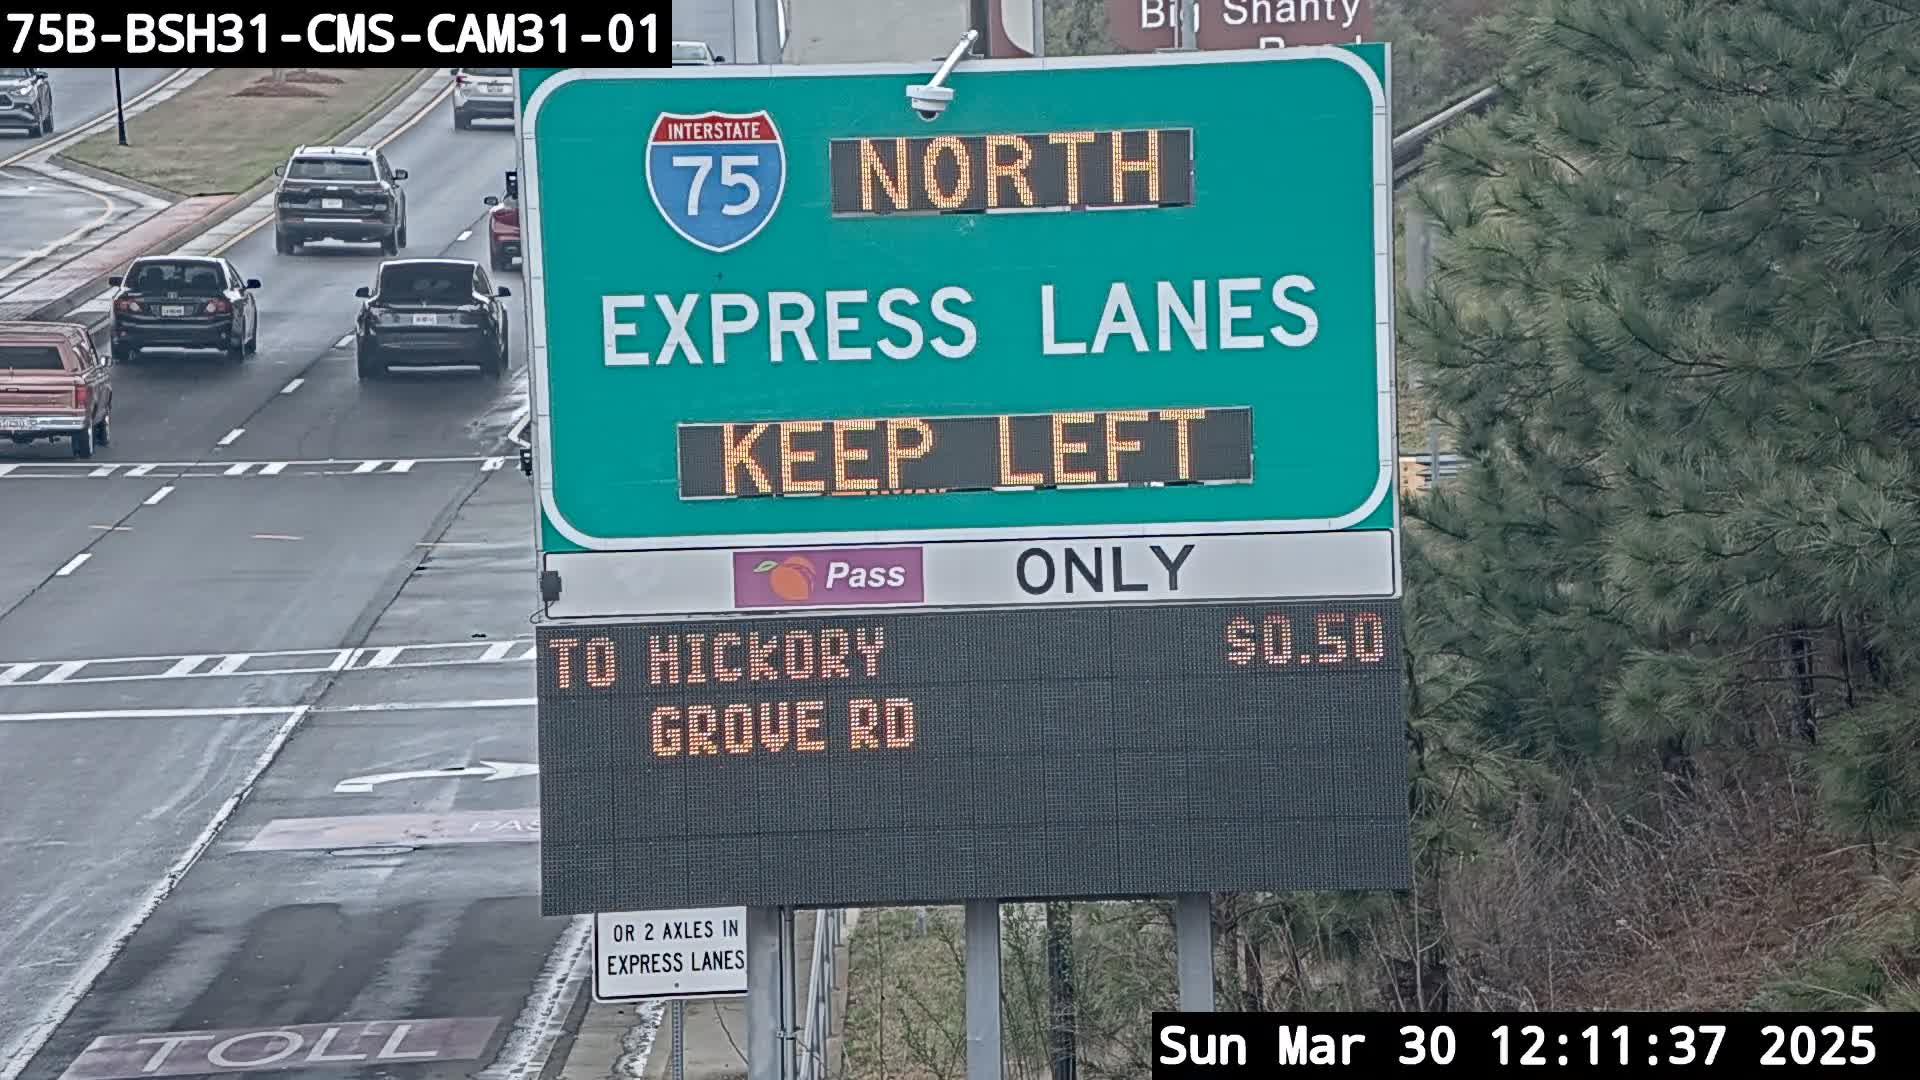 75B-BSH31-CMS-CAM31-01
Big Shanty
INTERSTATE
75
NORTH
EXPRESS LANES
KEEP LEFT
Pass ONLY
TO HICKORY $0.50
GROVE RD
OR 2 AXLES IN
EXPRESS LANES
TOLL
Sun Mar 30 12:11:37 2025